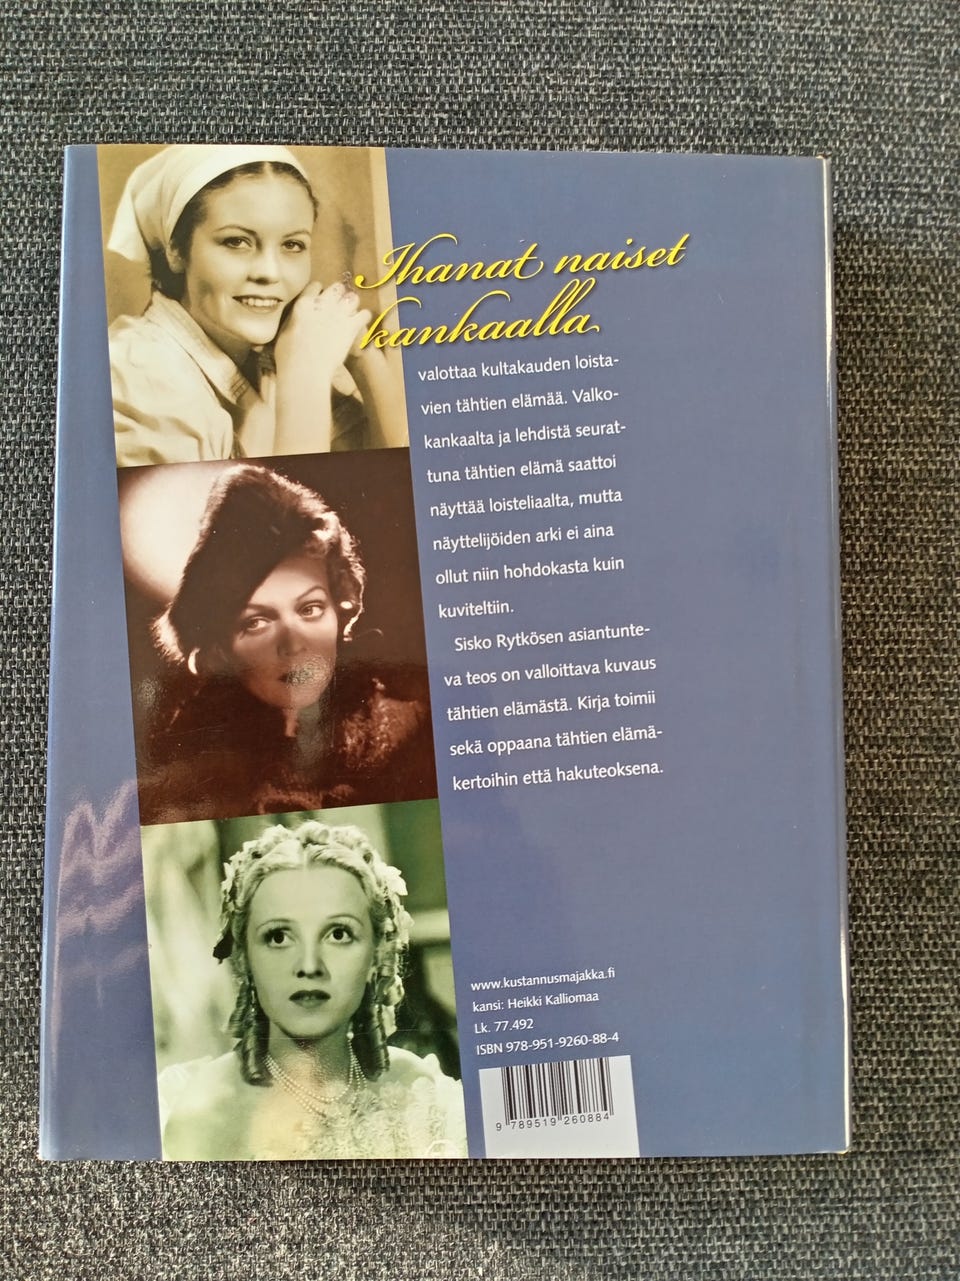 Ihanat naiset
kankaalla
valottaa kultakauden loista-
vien tähtien elämää. Valko-
kankaalta ja lehdistä seurat-
tuna tähtien elämä saattoi
näyttää loisteliaalta, mutta
näyttelijöiden arki ei aina
ollut niin hohdokasta kuin
kuviteltiin.
Sisko Rytkösen asiantunte-
va teos on valloittava kuvaus
tähtien elämästä. Kirja toimii
sekä oppaana tähtien elämä-
kertoihin että hakuteoksena.
www.kustannusmajakka.fi
kansi: Heikki Kalliomaa
Lk. 77.492
ISBN 978-951-9260-88-4
9 789519 260884